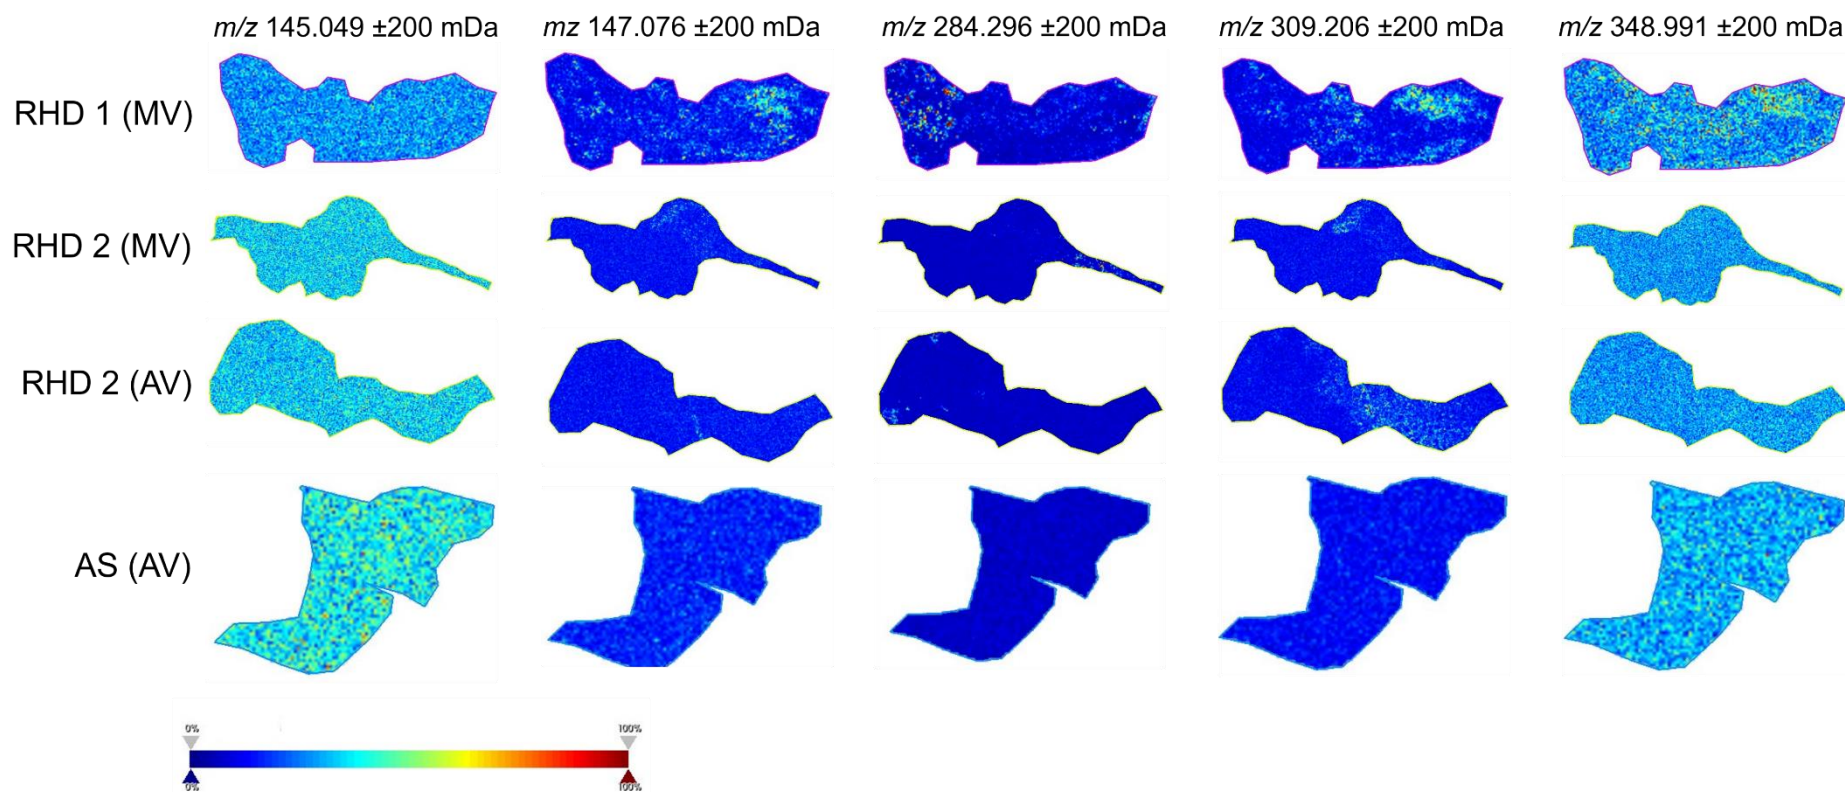 m/z 145.049 ±200 mDa mz 147.076 ±200 mDa m/z 284.296 ±200 mDa m/z 309.206 ±200 mDa m/z 348.991 ±200 mDa
RHD 1 (MV)
RHD 2 (MV)
RHD 2 (AV)
AS (AV)
0% 100%
0% 100%